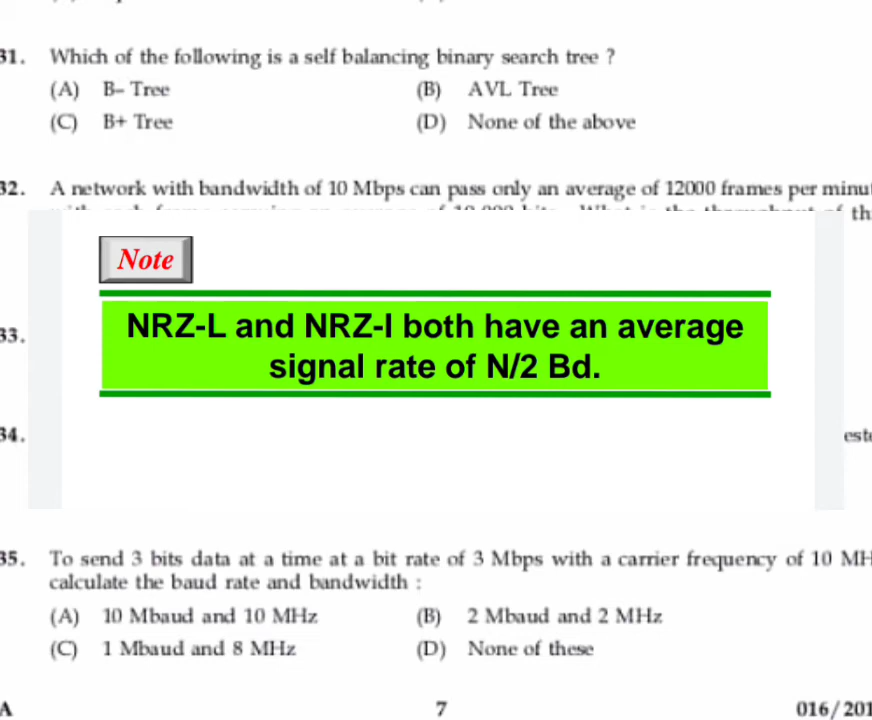 31. Which of the following is a self balancing binary search tree ?
(A) B– Tree (B) AVL Tree
(C) B+ Tree (D) None of the above
32. A network with bandwidth of 10 Mbps can pass only an average of 12000 frames per minut
th
Note
33. NRZ-L and NRZ-I both have an average
signal rate of N/2 Bd.
34. este
35. To send 3 bits data at a time at a bit rate of 3 Mbps with a carrier frequency of 10 MH
calculate the baud rate and bandwidth :
(A) 10 Mbaud and 10 MHz (B) 2 Mbaud and 2 MHz
(C) 1 Mbaud and 8 MHz (D) None of these
A 7 016/201